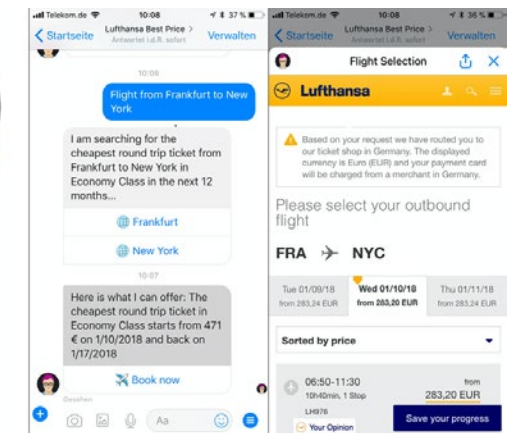 Telekom.de 10:08 37 %
Startseite Lufthansa Best Price > Verwalten
Antwortet i.d.R. sofort
10:06
Flight from Frankfurt to New
York
I am searching for the
cheapest round trip ticket from
Frankfurt to New York in
Economy Class in the next 12
months...
Frankfurt
New York
10:07
Here is what I can offer: The
cheapest round trip ticket in
Economy Class starts from 471
€ on 1/10/2018 and back on
1/17/2018
Book now
Gesehen
Aa
Telekom.de 10:08 36 %
Startseite Lufthansa Best Price > Verwalten
Antwortet i.d.R. sofort
Flight Selection
Lufthansa
Based on your request we have routed you to
our ticket shop in Germany. The displayed
currency is Euro (EUR) and your payment card
will be charged from a merchant in Germany.
Please select your outbound
flight
FRA NYC
Tue 01/09/18 Wed 01/10/18 Thu 01/11/18
from 283,24 EUR from 283,20 EUR from 283,24 EUR
Sorted by price
06:50-11:30 from
10h40min, 1 Stop 283,20 EUR
LH976
Your Opinion Save your progress